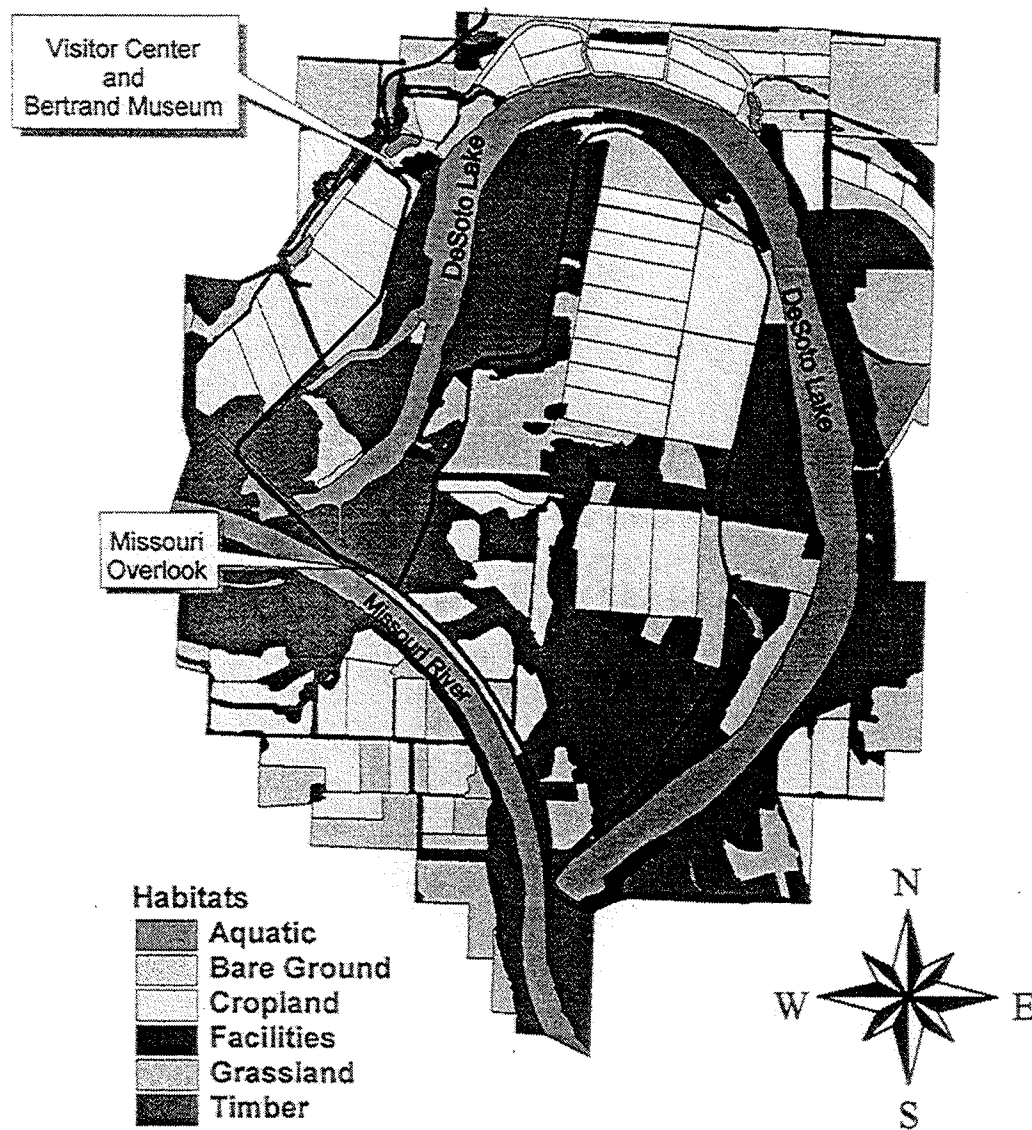 Visitor Center
and
Bertrand Museum
DeSoto Lake
DeSoto Lake
Missouri
Overlook
Missouri River
Habitats
Aquatic
Bare Ground
Cropland
Facilities
Grassland
Timber
N
W
E
S